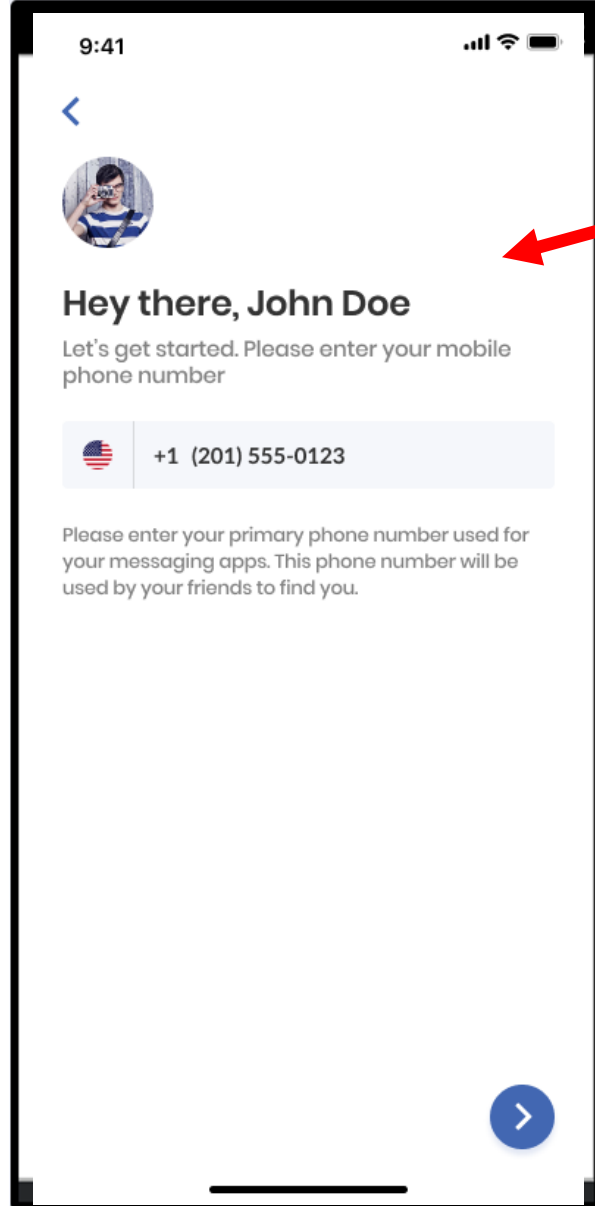 9:41
Hey there, John Doe
Let's get started. Please enter your mobile
phone number
+1 (201) 555-0123
Please enter your primary phone number used for
your messaging apps. This phone number will be
used by your friends to find you.